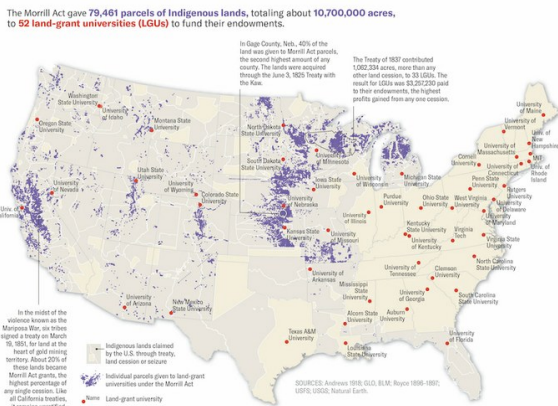 The Morrill Act gave 79,461 parcels of Indigenous lands, totaling about 10,700,000 acres,
to 52 land-grant universities (LGUs) to fund their endowments.
In Gage County, Neb., 40% of the
land was given to Morrill Act parcels,
the second highest amount of any
county. The lands were acquired
through the June 3, 1825 Treaty with
the Kaw.
The Treaty of 1837 contributed
1,062,334 acres, more than any
other land cession, to 33 LGUs. The
result for LGUs was $3,257,230 paid
to their endowments, the highest
profits gained from any one cession.
Washington
State University
University
of Idaho
Oregon State
University
Montana State
University
North Dakota
State University
University
of Minnesota
South Dakota
State University
University
of Maine
University of
Vermont
Univ. of
New
Hampshire
University of
Massachusetts
MIT
Cornell
University
University of
Connecticut
Univ. of
Rhode
Island
University
of Wisconsin
Michigan State
University
Penn State
University
Rutgers
University
Utah State
University
University
of Wyoming
Colorado State
University
Iowa State
University
University
of Nebraska
Univ. of
California
University
of Nevada
Purdue
University
Ohio State
University
West Virginia
University
University
of Delaware
University
of Maryland
University
of Illinois
Kansas State
University
University
of Missouri
Kentucky
State University
University
of Kentucky
Virginia
Tech
Virginia State
University
University
of Arkansas
University of
Tennessee
Clemson
University
North Carolina
State University
University
of Arizona
New Mexico
State University
Mississippi
State
University
University
of Georgia
South Carolina
State University
Alcorn State
University
Auburn
University
Texas A&M
University
Louisiana
State University
University
of Florida
In the midst of the
violence known as the
Mariposa War, six tribes
signed a treaty on March
19, 1851, for land at the
heart of gold mining
territory. About 20% of
these lands became
Morrill Act grants, the
highest percentage of
any single cession. Like
all California treaties,
Indigenous lands claimed
by the U.S. through treaty,
land cession or seizure
Individual parcels given to land-grant
universities under the Morrill Act
Name Land-grant university
SOURCES: Andrews 1918; GLO, BLM; Royce 1896-1897;
USFS; USGS; Natural Earth.